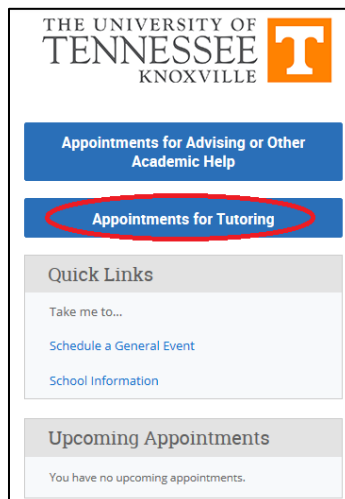 THE UNIVERSITY OF
TENNESSEE
KNOXVILLE
T
Appointments for Advising or Other
Academic Help
Appointments for Tutoring
Quick Links
Take me to...
Schedule a General Event
School Information
Upcoming Appointments
You have no upcoming appointments.